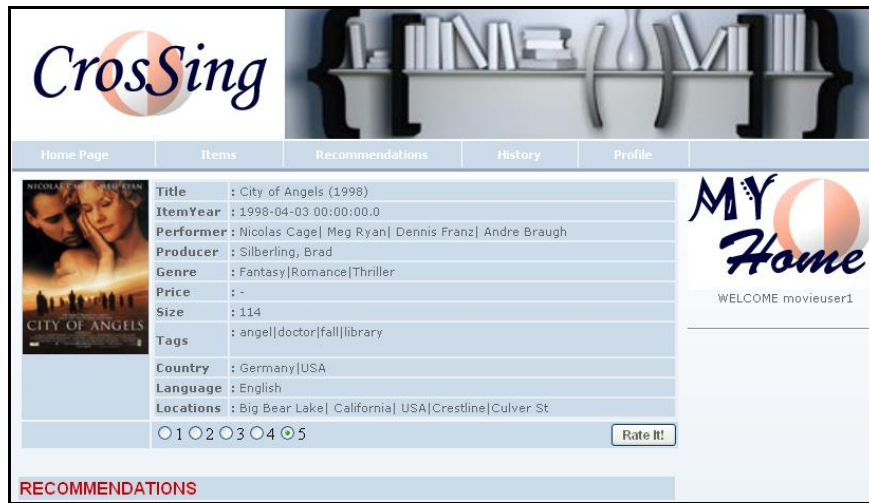 CrosSing
Home Page Items Recommendations History Profile
NICOLAS CAGE MEG RYAN
CITY OF ANGELS
Title : City of Angels (1998)
ItemYear : 1998-04-03 00:00:00.0
Performer : Nicolas Cage| Meg Ryan| Dennis Franz| Andre Braugh
Producer : Silberling, Brad
Genre : Fantasy|Romance|Thriller
Price : -
Size : 114
Tags : angel|doctor|fall|library
Country : Germany|USA
Language : English
Locations : Big Bear Lake| California| USA|Crestline|Culver St
1 2 3 4 5 Rate It!
MY
Home
WELCOME movieuser1
RECOMMENDATIONS